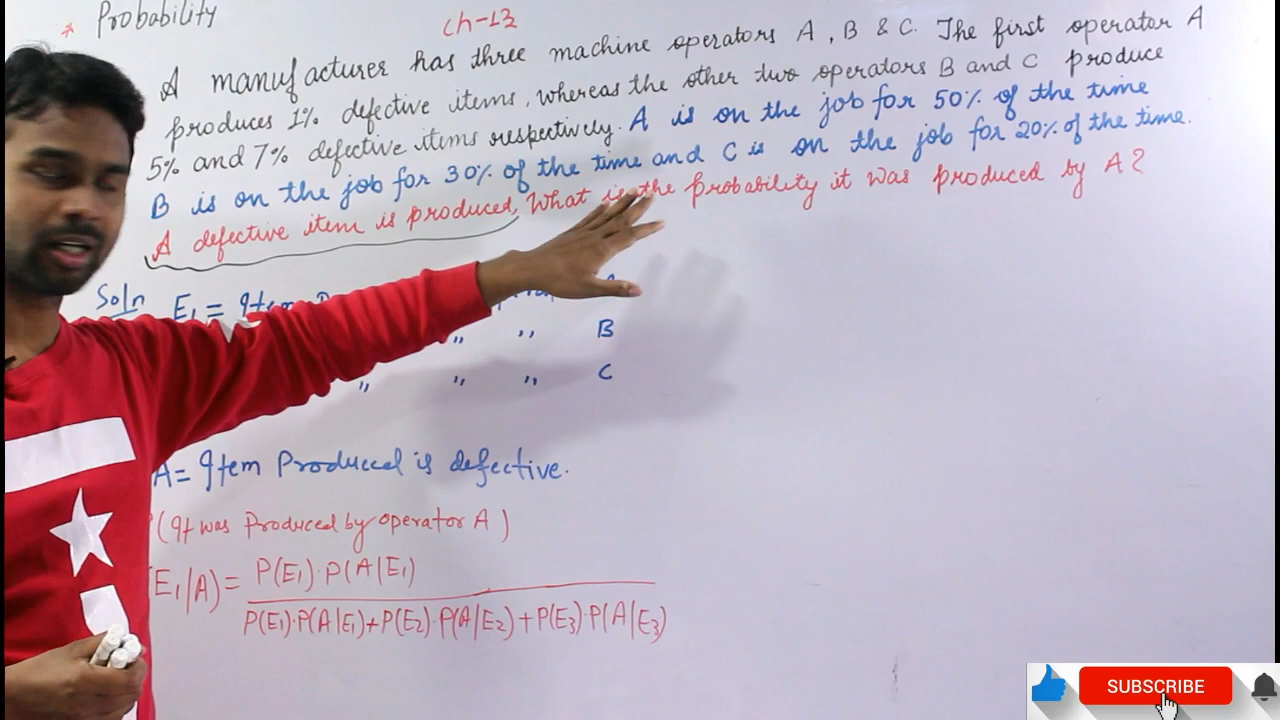 * Probability ch-13
A manufacturer has three machine operators A, B & C. The first operator A
produces 1% defective items, whereas the other two operators B and C produce
5% and 7% defective items respectively. A is on the job for 50% of the time
B is on the job for 30% of the time and C is on the job for 20% of the time.
A defective item is produced, What is the probability it was produced by A?
Soln E1 = Item
" " B
" " " C
A = Item Produced is defective.
P(It was Produced by operator A)
E1|A) = P(E1)·P(A|E1)
P(E1)·P(A|E1)+P(E2)·P(A|E2)+P(E3)·P(A|E3)
SUBSCRIBE